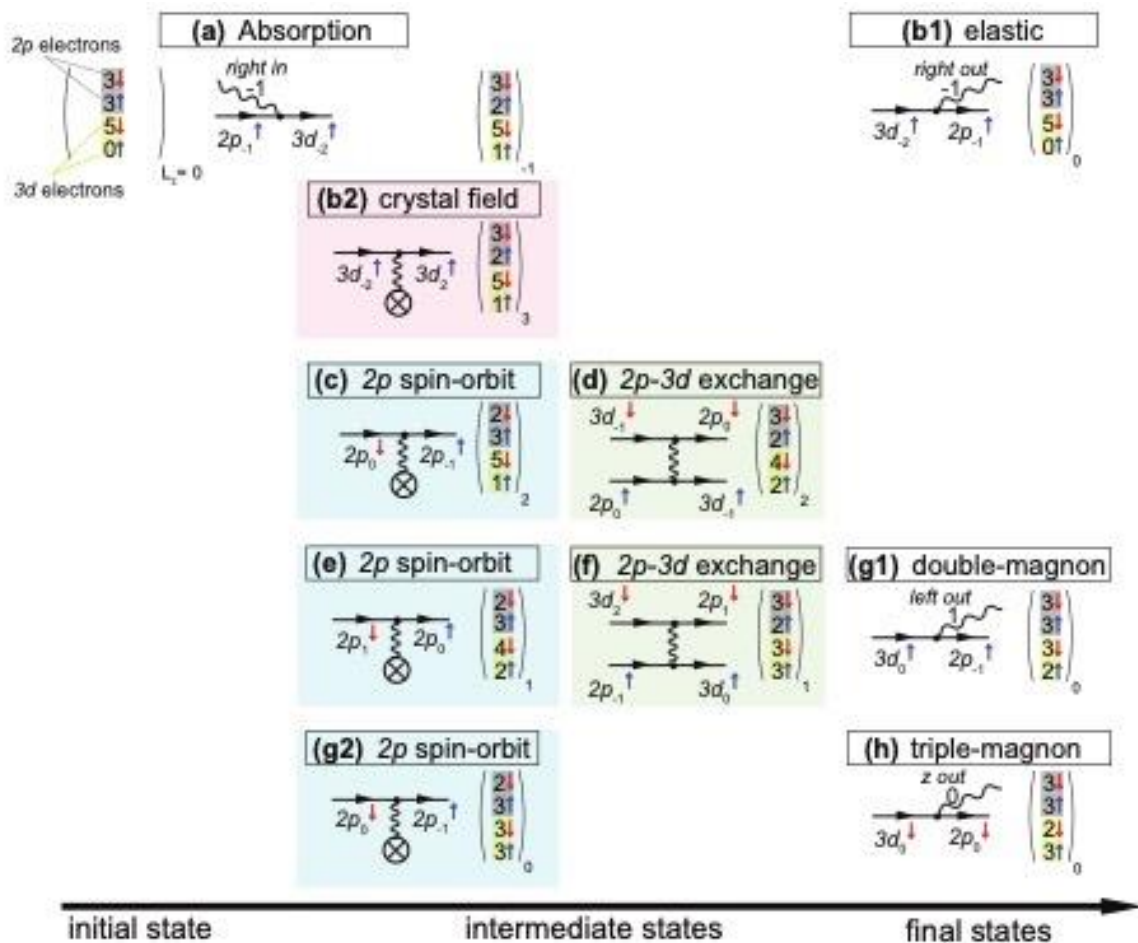 (a) Absorption
(b1) elastic
2p electrons
right in
-1
right out
-1
3↓
3↑
5↓
0↑
L_z = 0
2p_-1↑ 3d_-2↑
3↓
2↑
5↓
1↑
-1
3d_-2↑ 2p_-1↑
3↓
3↑
5↓
0↑
0
3d electrons
(b2) crystal field
3d_-2↑ 3d_2↑
3↓
2↑
5↓
1↑
3
(c) 2p spin-orbit
2p_0↓ 2p_-1↑
2↓
3↑
5↓
1↑
2
(d) 2p-3d exchange
3d_-1↓ 2p_0↓
2p_0↑ 3d_-1↑
3↓
2↑
4↓
2↑
2
(e) 2p spin-orbit
2p_1↓ 2p_0↑
2↓
3↑
4↓
2↑
1
(f) 2p-3d exchange
3d_2↓ 2p_1↓
2p_-1↑ 3d_0↑
3↓
2↑
3↓
3↑
1
(g1) double-magnon
left out
1
3d_0↑ 2p_-1↑
3↓
3↑
3↓
2↑
0
(g2) 2p spin-orbit
2p_0↓ 2p_-1↑
2↓
3↑
3↓
3↑
0
(h) triple-magnon
z out
0
3d_0↓ 2p_0↓
3↓
3↑
2↓
3↑
0
initial state intermediate states final states